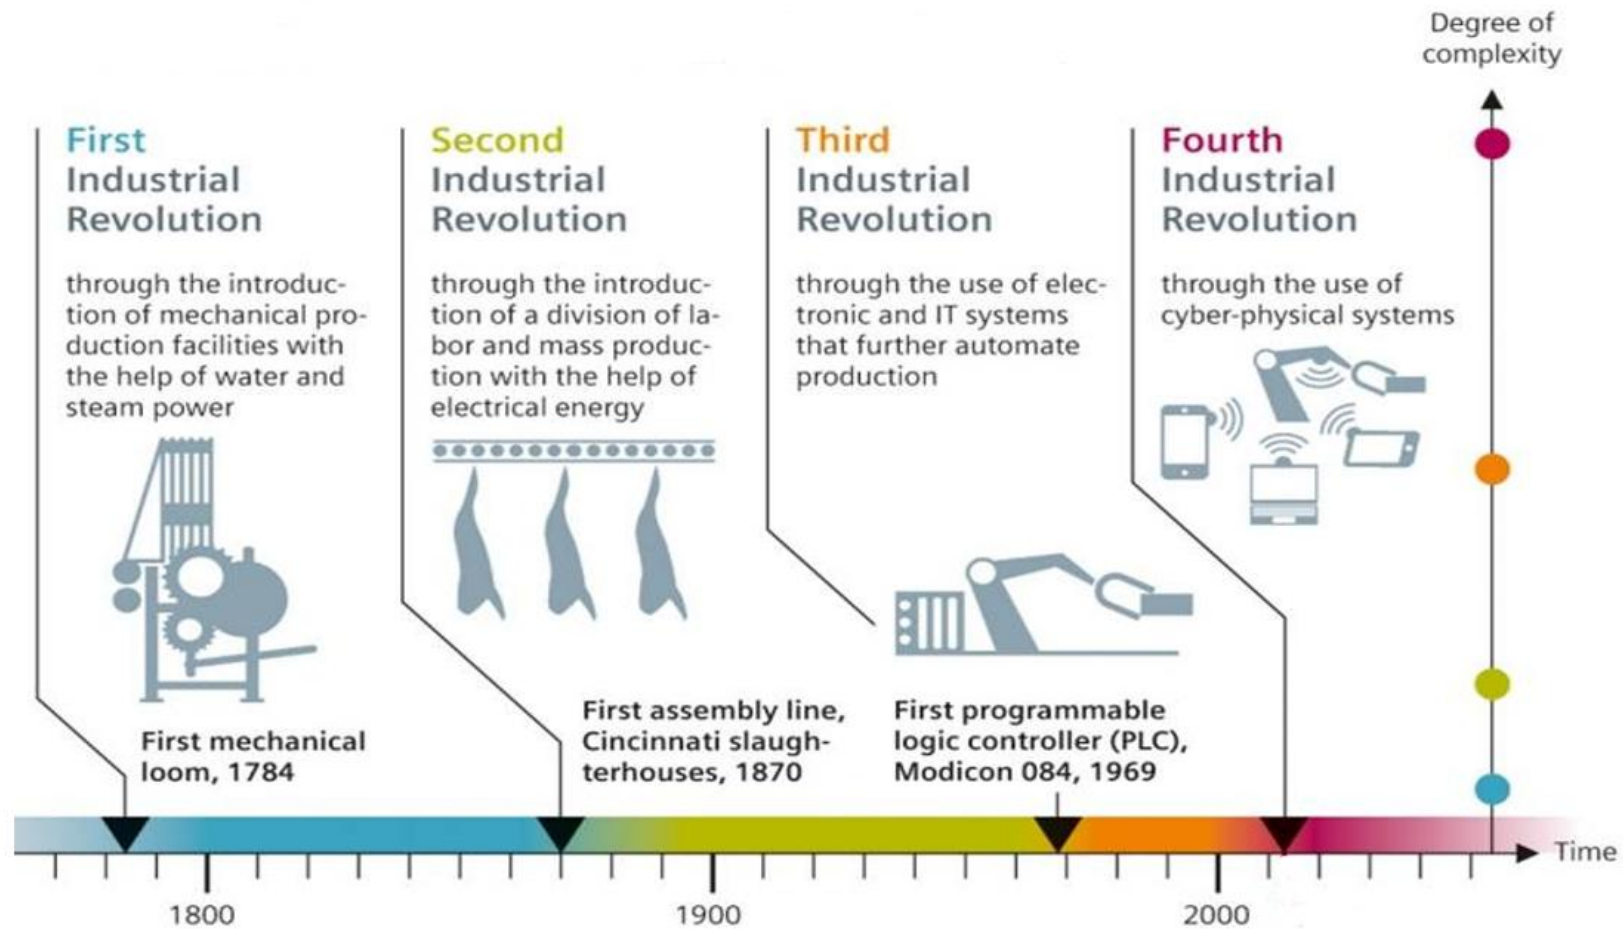 Degree of
complexity
First
Industrial
Revolution
through the introduc-
tion of mechanical pro-
duction facilities with
the help of water and
steam power
First mechanical
loom, 1784
Second
Industrial
Revolution
through the introduc-
tion of a division of la-
bor and mass produc-
tion with the help of
electrical energy
First assembly line,
Cincinnati slaugh-
terhouses, 1870
Third
Industrial
Revolution
through the use of elec-
tronic and IT systems
that further automate
production
First programmable
logic controller (PLC),
Modicon 084, 1969
Fourth
Industrial
Revolution
through the use of
cyber-physical systems
Time
1800
1900
2000